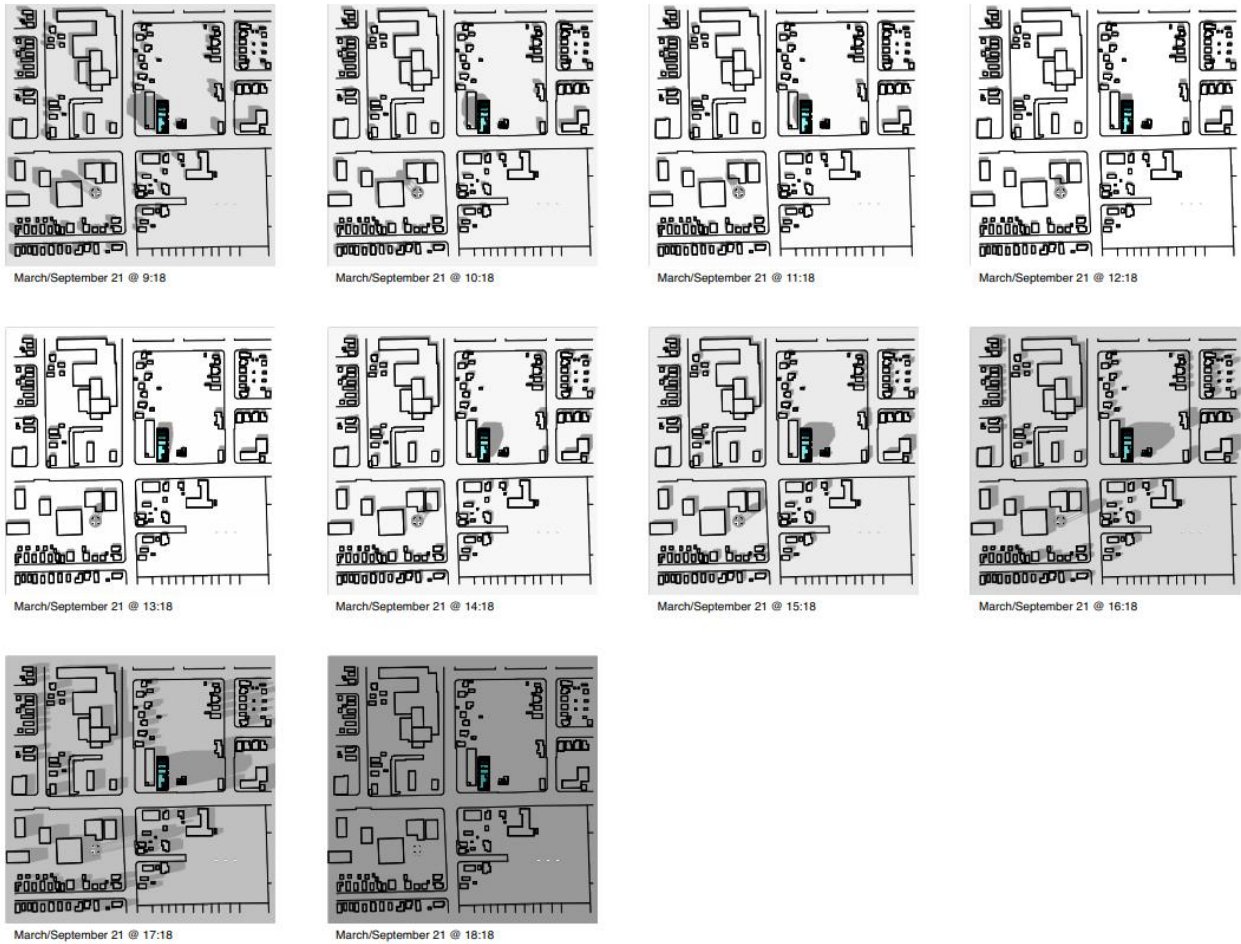 March/September 21 @ 9:18
March/September 21 @ 10:18
March/September 21 @ 11:18
March/September 21 @ 12:18
March/September 21 @ 13:18
March/September 21 @ 14:18
March/September 21 @ 15:18
March/September 21 @ 16:18
March/September 21 @ 17:18
March/September 21 @ 18:18